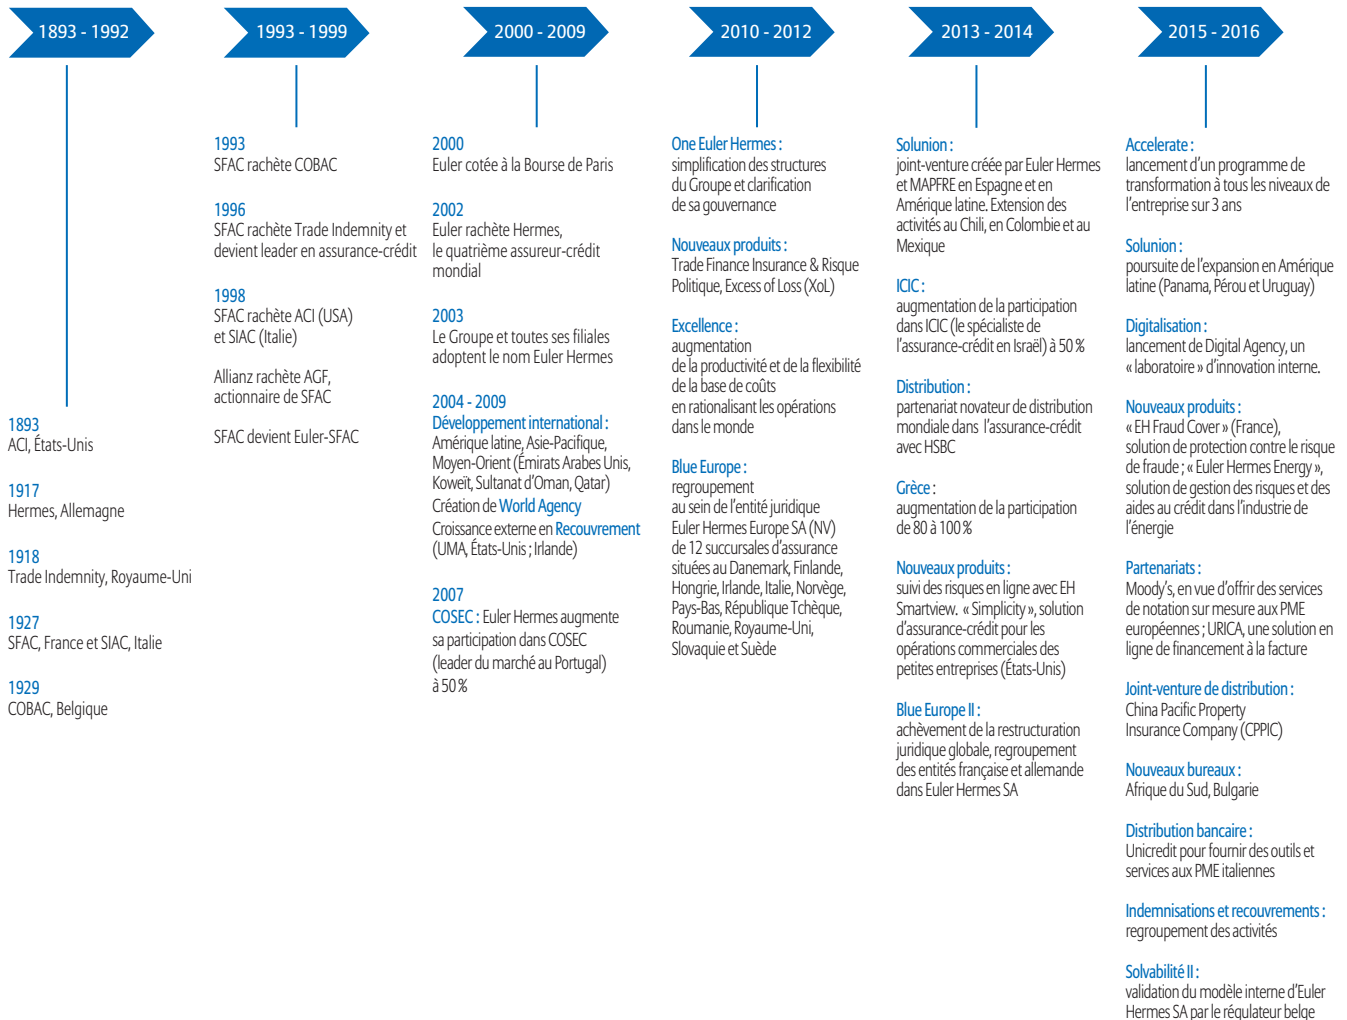 1893 - 1992
1893
ACI, États-Unis
1917
Hermes, Allemagne
1918
Trade Indemnity, Royaume-Uni
1927
SFAC, France et SIAC, Italie
1929
COBAC, Belgique
1993 - 1999
1993
SFAC rachète COBAC
1996
SFAC rachète Trade Indemnity et
devient leader en assurance-crédit
1998
SFAC rachète ACI (USA)
et SIAC (Italie)
Allianz rachète AGF,
actionnaire de SFAC
SFAC devient Euler-SFAC
2000 - 2009
2000
Euler cotée à la Bourse de Paris
2002
Euler rachète Hermes,
le quatrième assureur-crédit
mondial
2003
Le Groupe et toutes ses filiales
adoptent le nom Euler Hermes
2004 - 2009
Développement international :
Amérique latine, Asie-Pacifique,
Moyen-Orient (Émirats Arabes Unis,
Koweït, Sultanat d'Oman, Qatar)
Création de World Agency
Croissance externe en Recouvrement
(UMA, États-Unis ; Irlande)
2007
COSEC : Euler Hermes augmente
sa participation dans COSEC
(leader du marché au Portugal)
à 50 %
2010 - 2012
One Euler Hermes :
simplification des structures
du Groupe et clarification
de sa gouvernance
Nouveaux produits :
Trade Finance Insurance & Risque
Politique, Excess of Loss (XoL)
Excellence :
augmentation
de la productivité et de la flexibilité
de la base de coûts
en rationalisant les opérations
dans le monde
Blue Europe :
regroupement
au sein de l'entité juridique
Euler Hermes Europe SA (NV)
de 12 succursales d'assurance
situées au Danemark, Finlande,
Hongrie, Irlande, Italie, Norvège,
Pays-Bas, République Tchèque,
Roumanie, Royaume-Uni,
Slovaquie et Suède
2013 - 2014
Solunion :
joint-venture créée par Euler Hermes
et MAPFRE en Espagne et en
Amérique latine. Extension des
activités au Chili, en Colombie et au
Mexique
ICIC :
augmentation de la participation
dans ICIC (le spécialiste de
l'assurance-crédit en Israël) à 50 %
Distribution :
partenariat novateur de distribution
mondiale dans l'assurance-crédit
avec HSBC
Grèce :
augmentation de la participation
de 80 à 100 %
Nouveaux produits :
suivi des risques en ligne avec EH
Smartview. « Simplicity », solution
d'assurance-crédit pour les
opérations commerciales des
petites entreprises (États-Unis)
Blue Europe II :
achèvement de la restructuration
juridique globale, regroupement
des entités française et allemande
dans Euler Hermes SA
2015 - 2016
Accelerate :
lancement d'un programme de
transformation à tous les niveaux de
l'entreprise sur 3 ans
Solunion :
poursuite de l'expansion en Amérique
latine (Panama, Pérou et Uruguay)
Digitalisation :
lancement de Digital Agency, un
« laboratoire » d'innovation interne.
Nouveaux produits :
« EH Fraud Cover » (France),
solution de protection contre le risque
de fraude ; « Euler Hermes Energy »,
solution de gestion des risques et des
aides au crédit dans l'industrie de
l'énergie
Partenariats :
Moody's, en vue d'offrir des services
de notation sur mesure aux PME
européennes ; URICA, une solution en
ligne de financement à la facture
Joint-venture de distribution :
China Pacific Property
Insurance Company (CPPIC)
Nouveaux bureaux :
Afrique du Sud, Bulgarie
Distribution bancaire :
Unicredit pour fournir des outils et
services aux PME italiennes
Indemnisations et recouvrements :
regroupement des activités
Solvabilité II :
validation du modèle interne d'Euler
Hermes SA par le régulateur belge